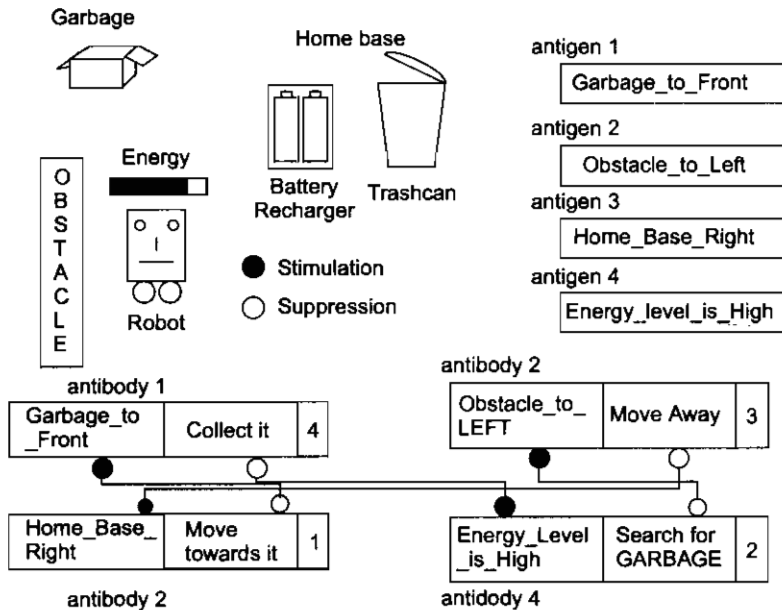 Garbage
Home base
Energy
Battery
Recharger
Trashcan
OBSTACLE
Robot
Stimulation
Suppression
antigen 1
Garbage_to_Front
antigen 2
Obstacle_to_Left
antigen 3
Home_Base_Right
antigen 4
Energy_level_is_High
antibody 1
Garbage_to
_Front
Collect it
4
antibody 2
Obstacle_to_
LEFT
Move Away
3
Home_Base_
Right
Move
towards it
1
antibody 2
Energy_Level
_is_High
Search for
GARBAGE
2
antidody 4